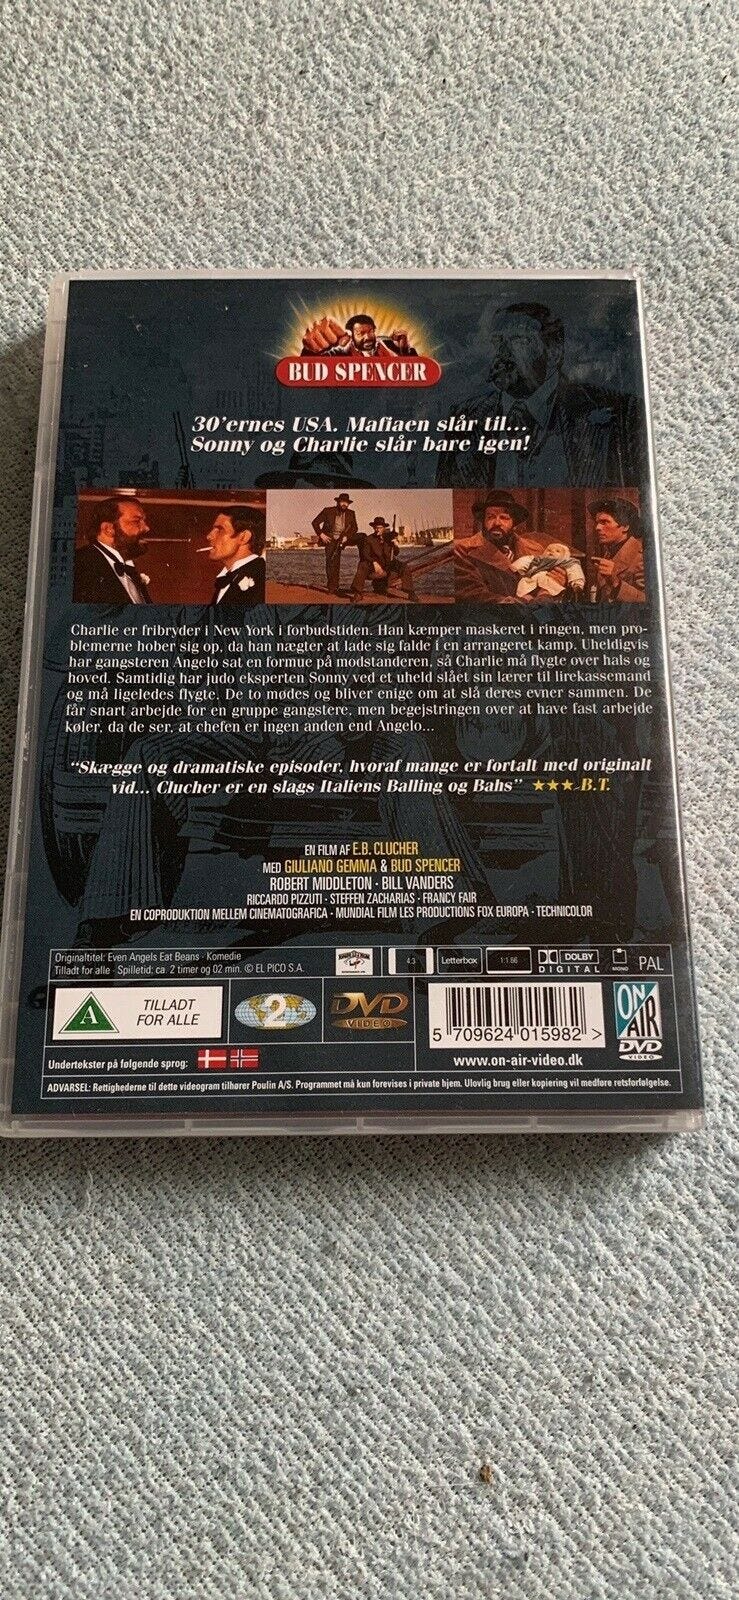 BUD SPENCER
30'ernes USA. Mafiaen slår til...
Sonny og Charlie slår bare igen!
Charlie er fribryder i New York i forbudstiden. Han kæmper maskeret i ringen, men pro-
blemerne hober sig op, da han nægter at lade sig falde i en arrangeret kamp. Uheldigvis
har gangsteren Angelo sat en formue på modstanderen, så Charlie må flygte over hals og
hoved. Samtidig har judo eksperten Sonny ved et uheld slået sin lærer til lirekassemand
og må ligeledes flygte. De to mødes og bliver enige om at slå deres evner sammen. De
får snart arbejde for en gruppe gangstere, men begejstringen over at have fast arbejde
køler, da de ser, at chefen er ingen anden end Angelo...
"Skægge og dramatiske episoder, hvoraf mange er fortalt med originalt
vid... Clucher er en slags Italiens Balling og Bahs" ★★★ B.T.
EN FILM AF E.B. CLUCHER
MED GIULIANO GEMMA & BUD SPENCER
ROBERT MIDDLETON · BILL VANDERS
RICCARDO PIZZUTI · STEFFEN ZACHARIAS · FRANCY FAIR
EN COPRODUKTION MELLEM CINEMATOGRAFICA · MUNDIAL FILM LES PRODUCTIONS FOX EUROPA · TECHNICOLOR
Originaltitel: Even Angels Eat Beans · Komedie
Tilladt for alle · Spilletid: ca. 2 timer og 02 min. © EL PICO S.A.
4:3 Letterbox 1:1.66 DOLBY DIGITAL MONO PAL
A TILLADT FOR ALLE
2
DVD VIDEO
5 709624 015982 >
www.on-air-video.dk
ON AIR DVD VIDEO
Undertekster på følgende sprog:
ADVARSEL: Rettighederne til dette videogram tilhører Poulin A/S. Programmet må kun forevises i private hjem. Ulovlig brug eller kopiering vil medføre retsforfølgelse.